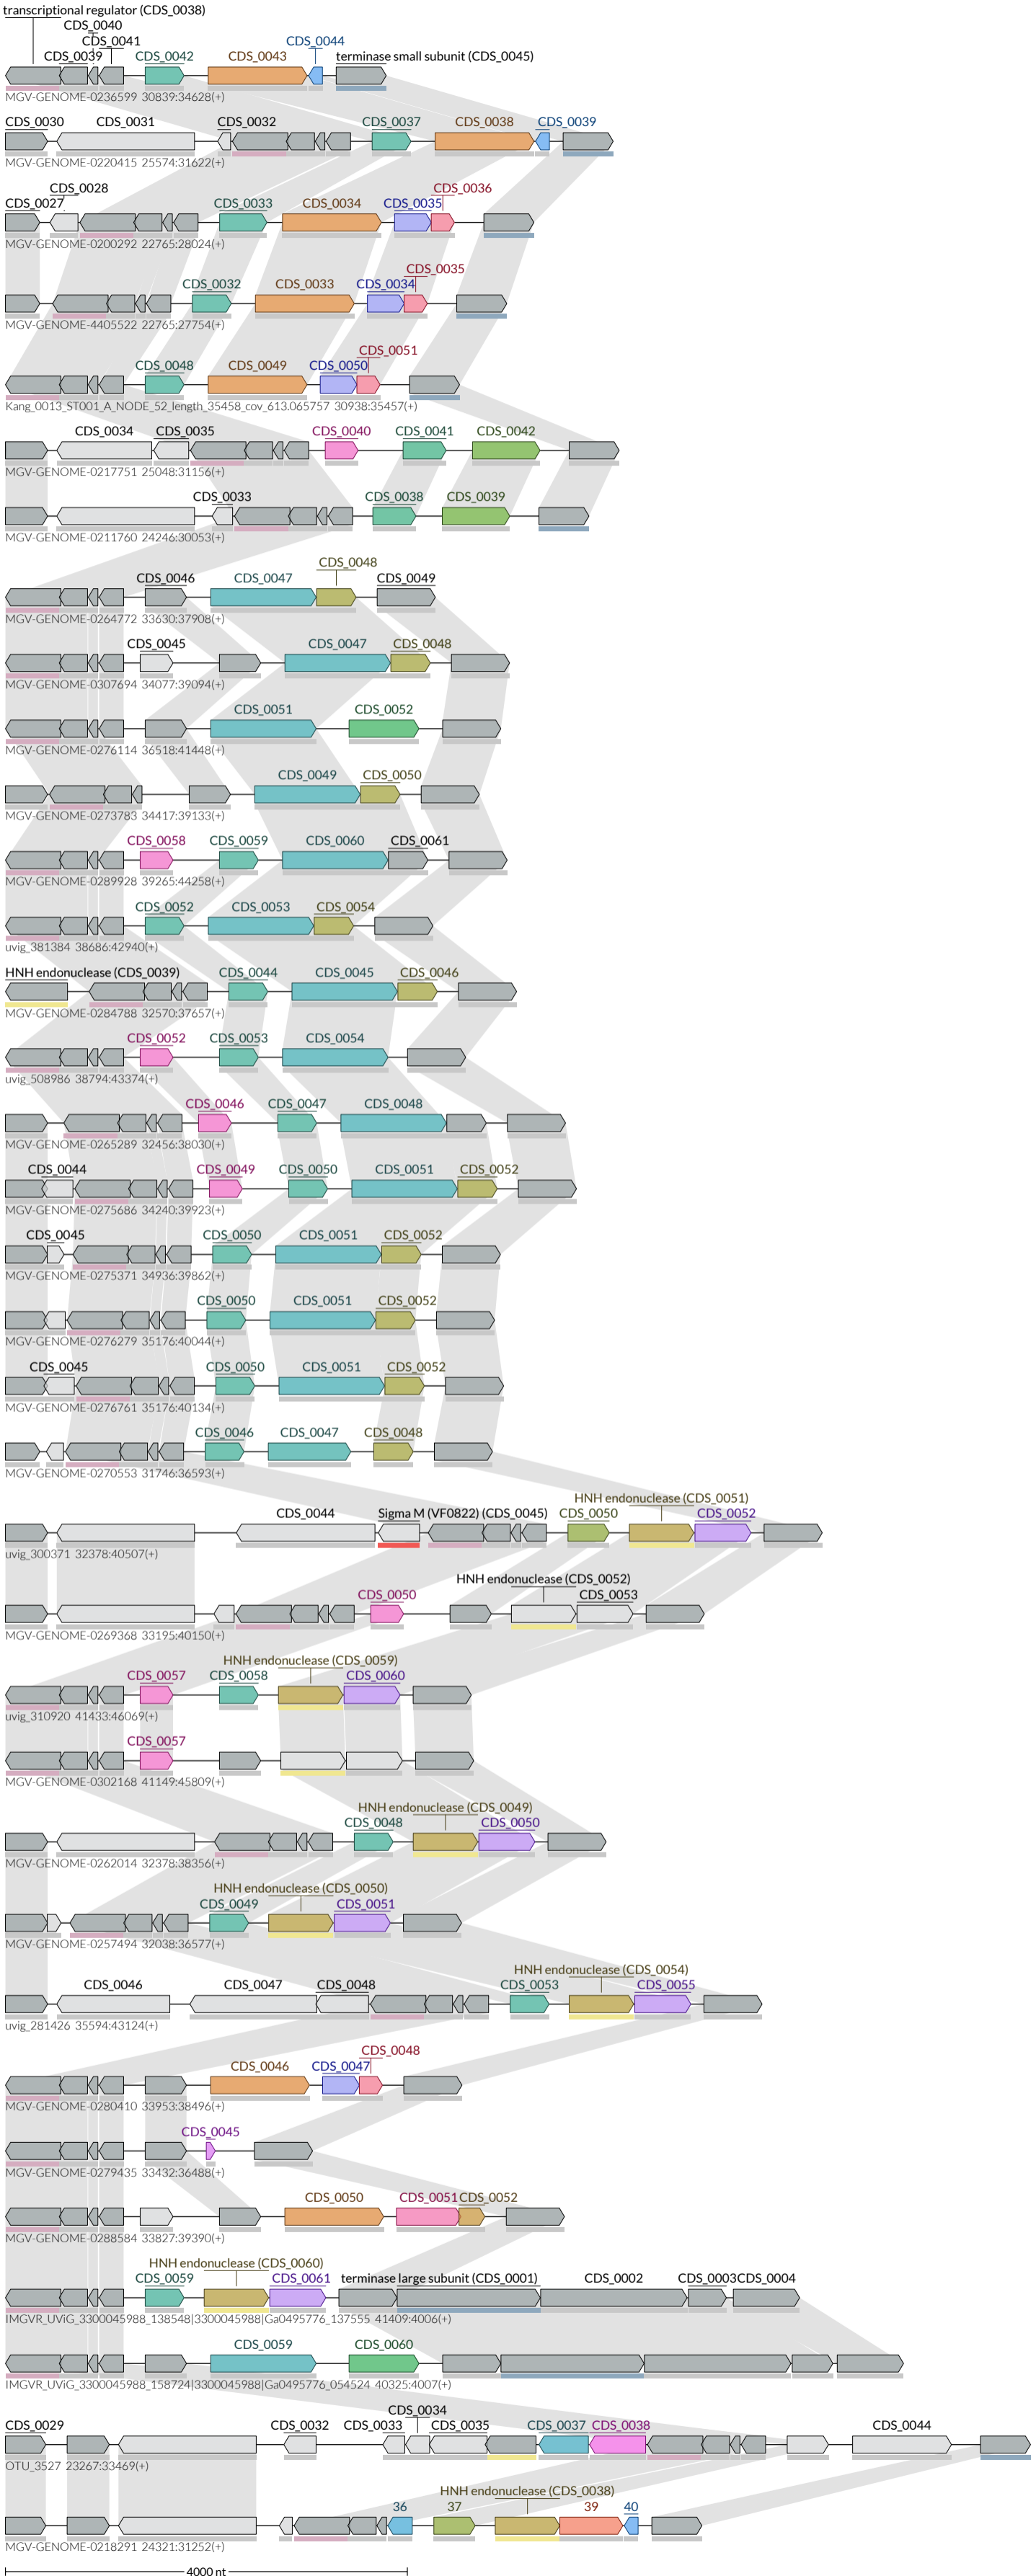 transcriptional regulator (CDS_0038)
CDS_0040
CDS_0041 CDS_0044
CDS_0039 CDS_0042 CDS_0043 terminase small subunit (CDS_0045)
MGV-GENOME-0236599 30839:34628(+)
CDS_0030 CDS_0031 CDS_0032 CDS_0037 CDS_0038 CDS_0039
MGV-GENOME-0220415 25574:31622(+)
CDS_0028 CDS_0036
CDS_0027 CDS_0033 CDS_0034 CDS_0035
MGV-GENOME-0200292 22765:28024(+)
CDS_0035
CDS_0032 CDS_0033 CDS_0034
MGV-GENOME-4405522 22765:27754(+)
CDS_0051
CDS_0048 CDS_0049 CDS_0050
Kang_0013_ST001_A_NODE_52_length_35458_cov_613.065757 30938:35457(+)
CDS_0034 CDS_0035 CDS_0040 CDS_0041 CDS_0042
MGV-GENOME-0217751 25048:31156(+)
CDS_0033 CDS_0038 CDS_0039
MGV-GENOME-0211760 24246:30053(+)
CDS_0048
CDS_0046 CDS_0047 CDS_0049
MGV-GENOME-0264772 33630:37908(+)
CDS_0045 CDS_0047 CDS_0048
MGV-GENOME-0307694 34077:39094(+)
CDS_0051 CDS_0052
MGV-GENOME-0276114 36518:41448(+)
CDS_0049 CDS_0050
MGV-GENOME-0273783 34417:39133(+)
CDS_0058 CDS_0059 CDS_0060 CDS_0061
MGV-GENOME-0289928 39265:44258(+)
CDS_0052 CDS_0053 CDS_0054
uvig_381384 38686:42940(+)
HNH endonuclease (CDS_0039) CDS_0044 CDS_0045 CDS_0046
MGV-GENOME-0284788 32570:37657(+)
CDS_0052 CDS_0053 CDS_0054
uvig_508986 38794:43374(+)
CDS_0046 CDS_0047 CDS_0048
MGV-GENOME-0265289 32456:38030(+)
CDS_0044 CDS_0049 CDS_0050 CDS_0051 CDS_0052
MGV-GENOME-0275686 34240:39923(+)
CDS_0045 CDS_0050 CDS_0051 CDS_0052
MGV-GENOME-0275371 34936:39862(+)
CDS_0050 CDS_0051 CDS_0052
MGV-GENOME-0276279 35176:40044(+)
CDS_0045 CDS_0050 CDS_0051 CDS_0052
MGV-GENOME-0276761 35176:40134(+)
CDS_0046 CDS_0047 CDS_0048
MGV-GENOME-0270553 31746:36593(+)
HNH endonuclease (CDS_0051)
CDS_0044 Sigma M (VF0822) (CDS_0045) CDS_0050 CDS_0052
uvig_300371 32378:40507(+)
HNH endonuclease (CDS_0052)
CDS_0050 CDS_0053
MGV-GENOME-0269368 33195:40150(+)
HNH endonuclease (CDS_0059)
CDS_0057 CDS_0058 CDS_0060
uvig_310920 41433:46069(+)
CDS_0057
MGV-GENOME-0302168 41149:45809(+)
HNH endonuclease (CDS_0049)
CDS_0048 CDS_0050
MGV-GENOME-0262014 32378:38356(+)
HNH endonuclease (CDS_0050)
CDS_0049 CDS_0051
MGV-GENOME-0257494 32038:36577(+)
HNH endonuclease (CDS_0054)
CDS_0046 CDS_0047 CDS_0048 CDS_0053 CDS_0055
uvig_281426 35594:43124(+)
CDS_0048
CDS_0046 CDS_0047
MGV-GENOME-0280410 33953:38496(+)
CDS_0045
MGV-GENOME-0279435 33432:36488(+)
CDS_0050 CDS_0051 CDS_0052
MGV-GENOME-0288584 33827:39390(+)
HNH endonuclease (CDS_0060)
CDS_0059 CDS_0061 terminase large subunit (CDS_0001) CDS_0002 CDS_0003 CDS_0004
IMGVR_UViG_3300045988_138548|3300045988|Ga0495776_137555 41409:4006(+)
CDS_0059 CDS_0060
IMGVR_UViG_3300045988_158724|3300045988|Ga0495776_054524 40325:4007(+)
CDS_0034
CDS_0029 CDS_0032 CDS_0033 CDS_0035 CDS_0037 CDS_0038 CDS_0044
OTU_3527 23267:33469(+)
HNH endonuclease (CDS_0038)
36 37 39 40
MGV-GENOME-0218291 24321:31252(+)
4000 nt